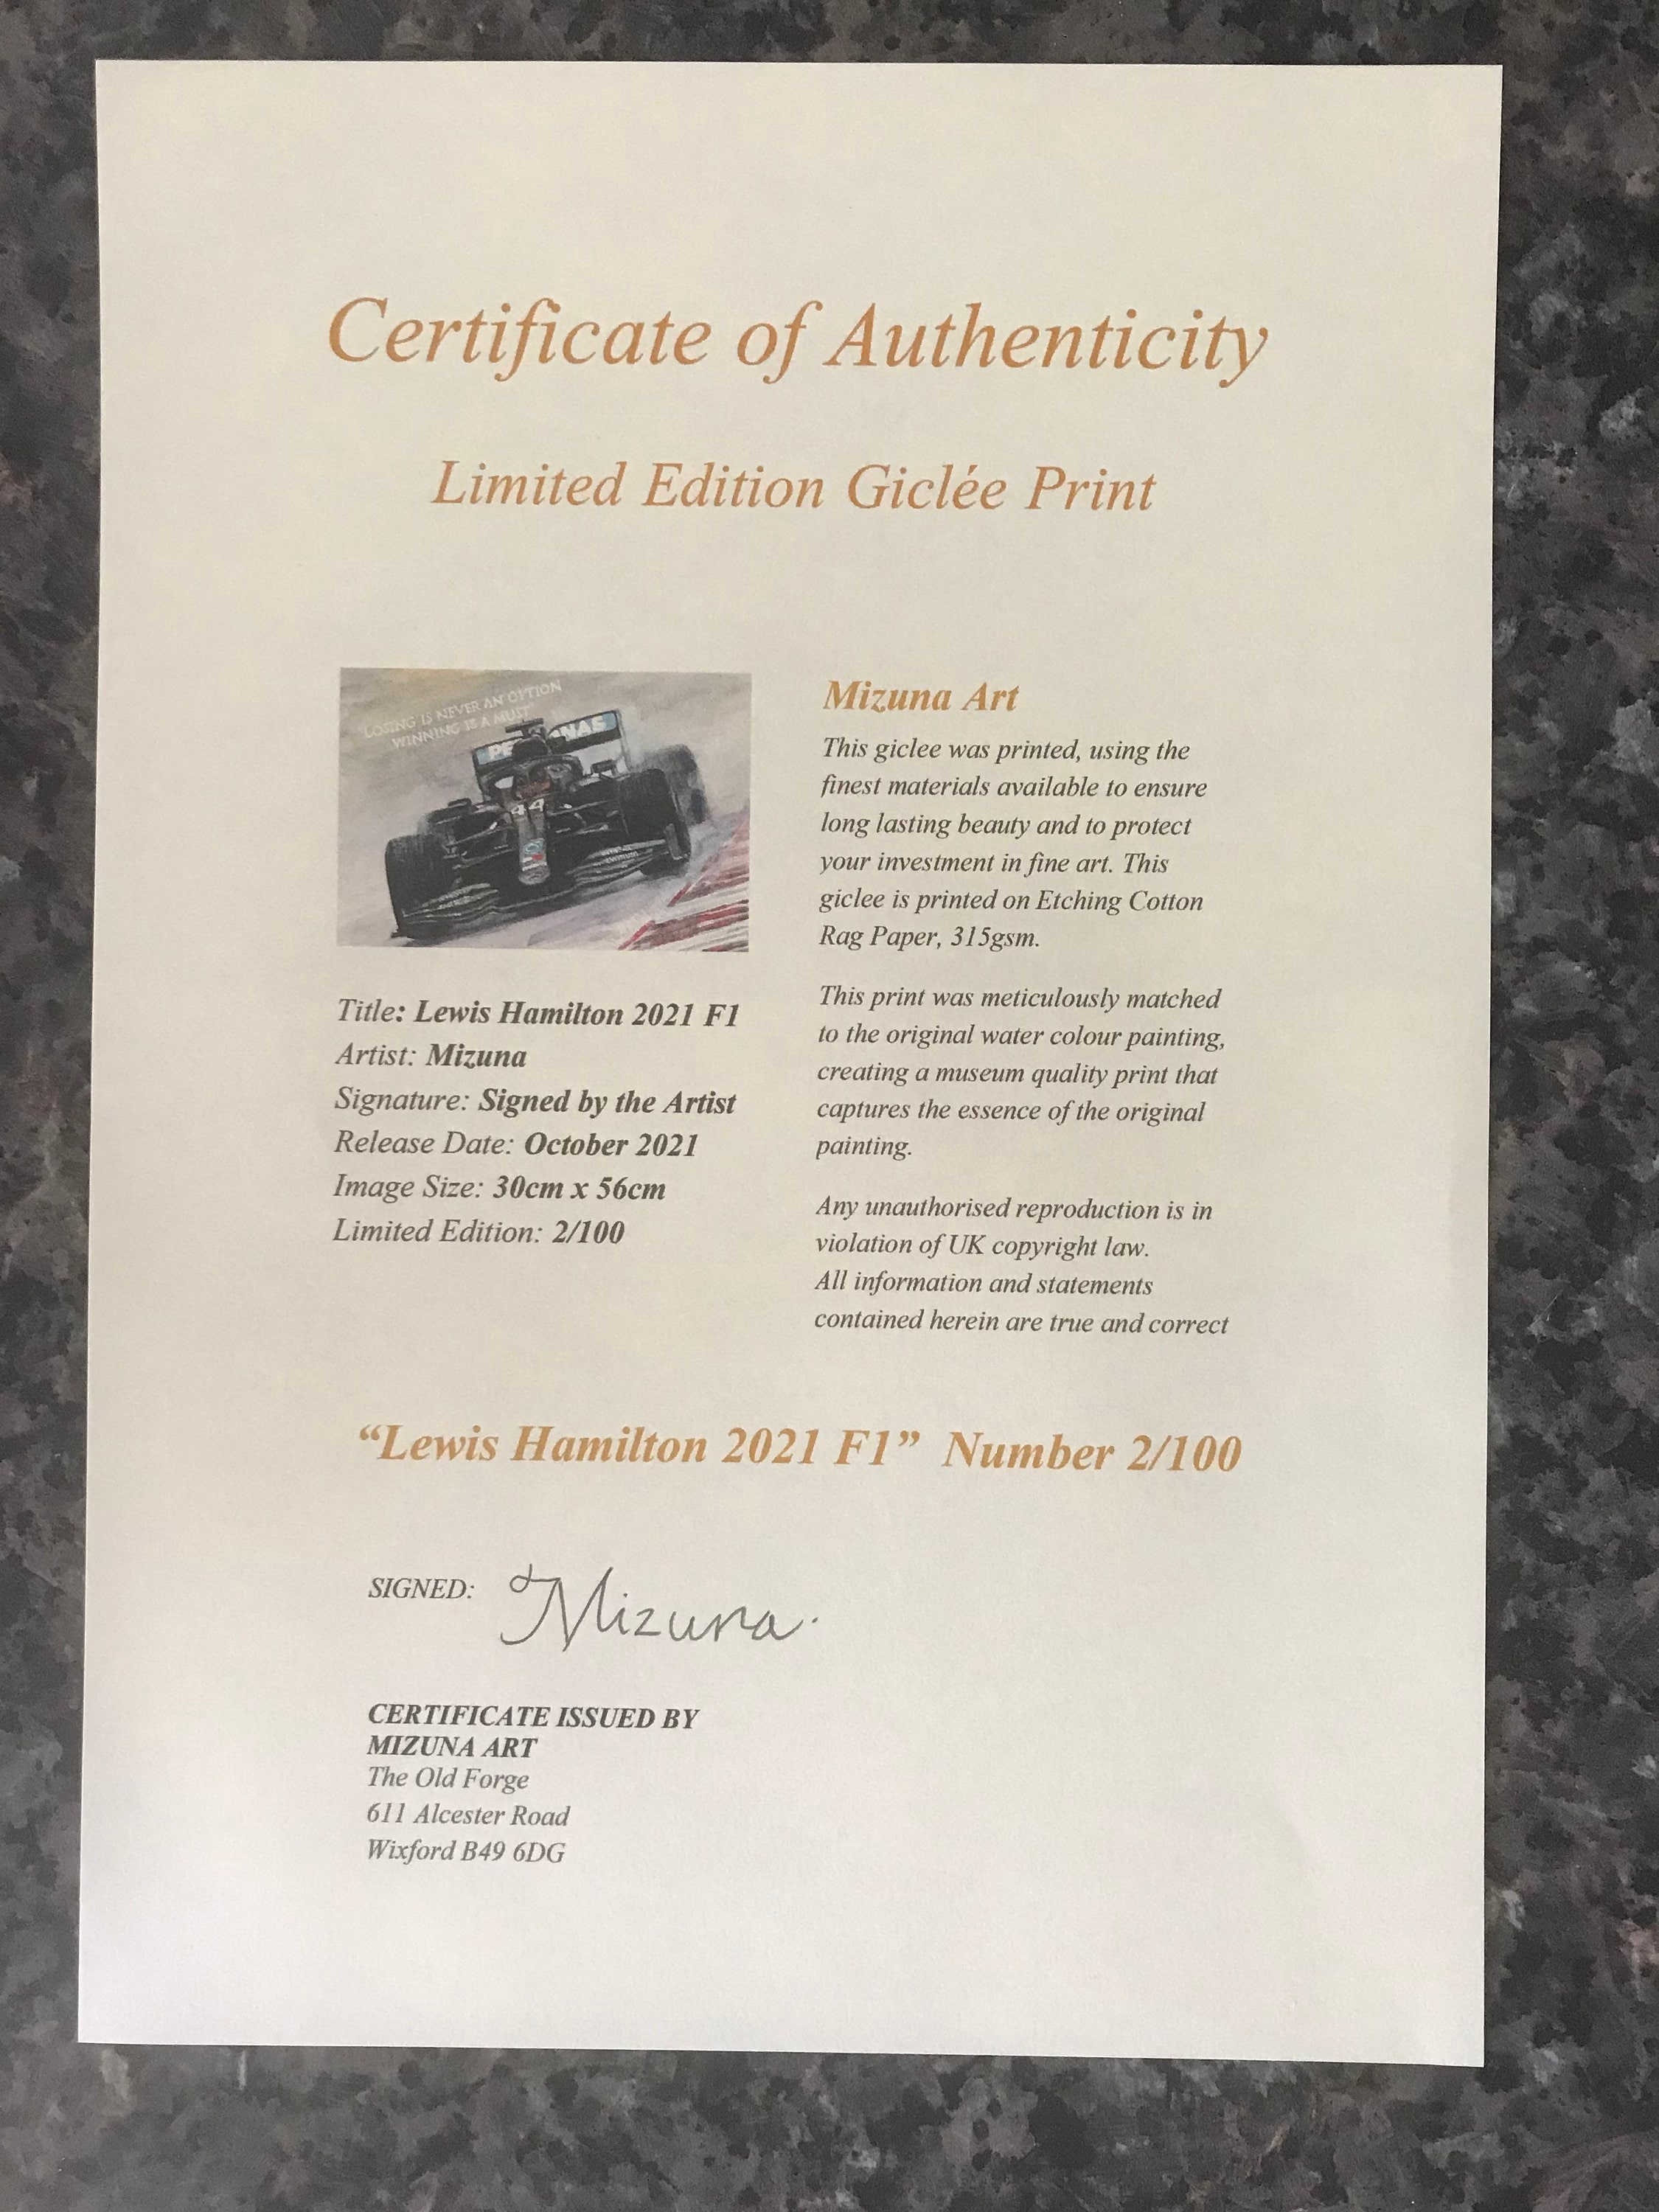 Certificate of Authenticity
Limited Edition Giclée Print
"LOSING IS NEVER AN OPTION
WINNING IS A MUST"
44
Title: Lewis Hamilton 2021 F1
Artist: Mizuna
Signature: Signed by the Artist
Release Date: October 2021
Image Size: 30cm x 56cm
Limited Edition: 2/100
Mizuna Art
This giclee was printed, using the
finest materials available to ensure
long lasting beauty and to protect
your investment in fine art. This
giclee is printed on Etching Cotton
Rag Paper, 315gsm.
This print was meticulously matched
to the original water colour painting,
creating a museum quality print that
captures the essence of the original
painting.
Any unauthorised reproduction is in
violation of UK copyright law.
All information and statements
contained herein are true and correct
“Lewis Hamilton 2021 F1” Number 2/100
SIGNED: Mizuna.
CERTIFICATE ISSUED BY
MIZUNA ART
The Old Forge
611 Alcester Road
Wixford B49 6DG